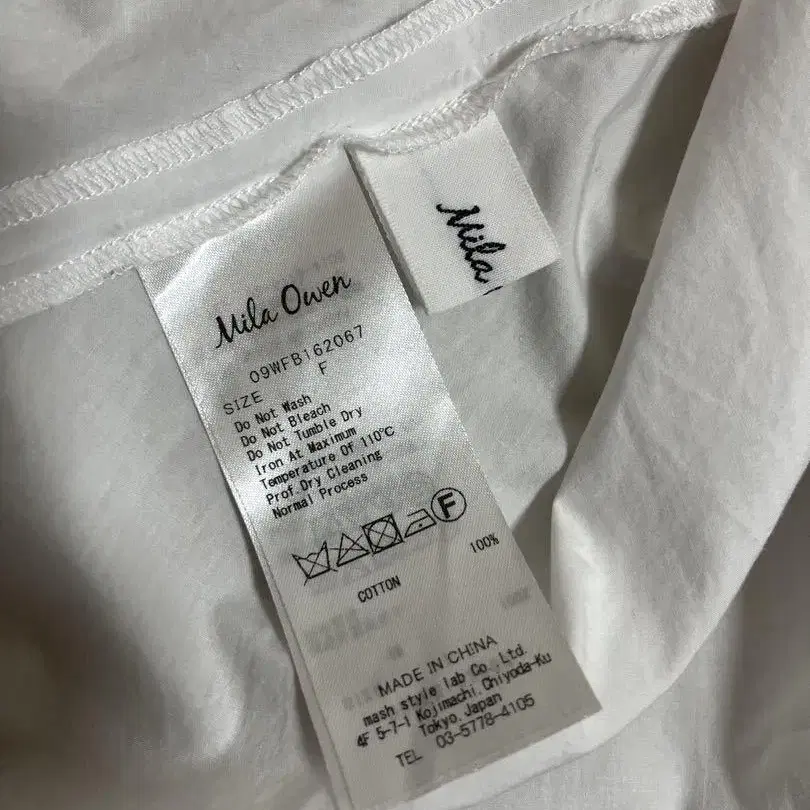 Mila Owen
09WFB162067
SIZE F
Do Not Wash
Do Not Bleach
Do Not Tumble Dry
Iron At Maximum
Temperature Of 110℃
Prof. Dry Cleaning
Normal Process
F
COTTON 100%
MADE IN CHINA
mash style lab Co., Ltd.
4F 5-7-1 Kojimachi, Chiyoda-Ku
Tokyo, Japan
TEL 03-5778-4105
Mila